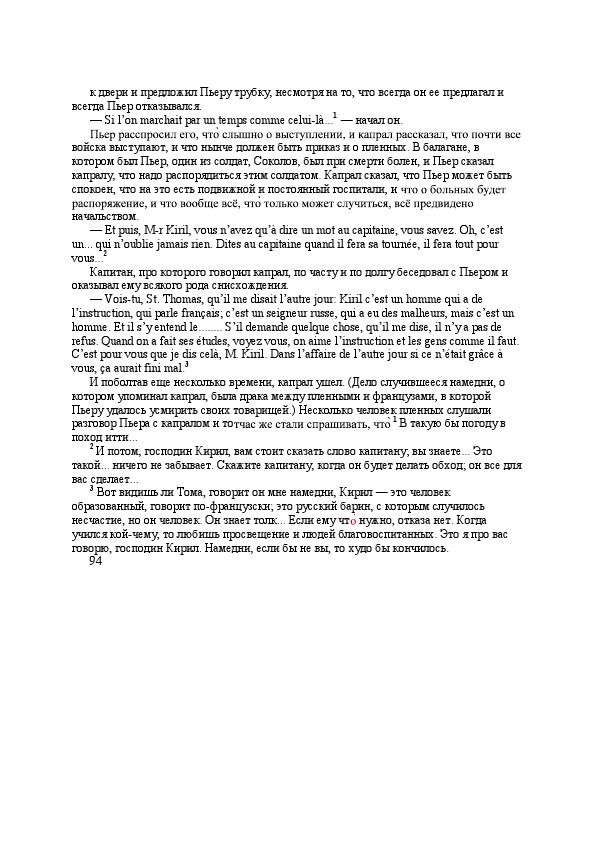 к двери и предложил Пьеру трубку, несмотря на то, что всегда он ее предлагал и
всегда Пьер отказывался.
— Si l’on marchait par un temps comme celui-là...1 — начал он.
Пьер расспросил его, что̀ слышно о выступлении, и капрал рассказал, что почти все
войска выступают, и что нынче должен быть приказ и о пленных. В балагане, в
котором был Пьер, один из солдат, Соколов, был при смерти болен, и Пьер сказал
капралу, что надо распорядиться этим солдатом. Капрал сказал, что Пьер может быть
спокоен, что на это есть подвижной и постоянный госпитали, и что о больных будет
распоряжение, и что вообще всё, что̀ только может случиться, всё предвидено
начальством.
— Et puis, M-r Kiril, vous n’avez qu’à dire un mot au capitaine, vous savez. Oh, c’est
un... qui n’oublie jamais rien. Dites au capitaine quand il fera sa tournée, il fera tout pour
vous...2
Капитан, про которого говорил капрал, по часту и по долгу беседовал с Пьером и
оказывал ему всякого рода снисхождения.
— Vois-tu, St. Thomas, qu’il me disait l’autre jour: Kiril c’est un homme qui a de
l’instruction, qui parle français; c’est un seigneur russe, qui a eu des malheurs, mais c’est un
homme. Et il s’y entend le........ S’il demande quelque chose, qu’il me dise, il n’y a pas de
refus. Quand on a fait ses études, voyez vous, on aime l’instruction et les gens comme il faut.
C’est pour vous que je dis celà, M. Kiril. Dans l’affaire de l’autre jour si ce n’était grâce à
vous, ça aurait fini mal.3
И поболтав еще несколько времени, капрал ушел. (Дело случившееся намедни, о
котором упоминал капрал, была драка между пленными и французами, в которой
Пьеру удалось усмирить своих товарищей.) Несколько человек пленных слушали
разговор Пьера с капралом и тотчас же стали спрашивать, что̀ 1 В такую бы погоду в
поход итти...
2 И потом, господин Кирил, вам стоит сказать слово капитану, вы знаете... Это
такой... ничего не забывает. Скажите капитану, когда он будет делать обход; он все для
вас сделает...
3 Вот видишь ли Тома, говорит он мне намедни, Кирил — это человек
образованный, говорит по-французски; это русский барин, с которым случилось
несчастие, но он человек. Он знает толк... Если ему что̀ нужно, отказа нет. Когда
учился кой-чему, то любишь просвещение и людей благовоспитанных. Это я про вас
говорю, господин Кирил. Намедни, если бы не вы, то худо бы кончилось.
94